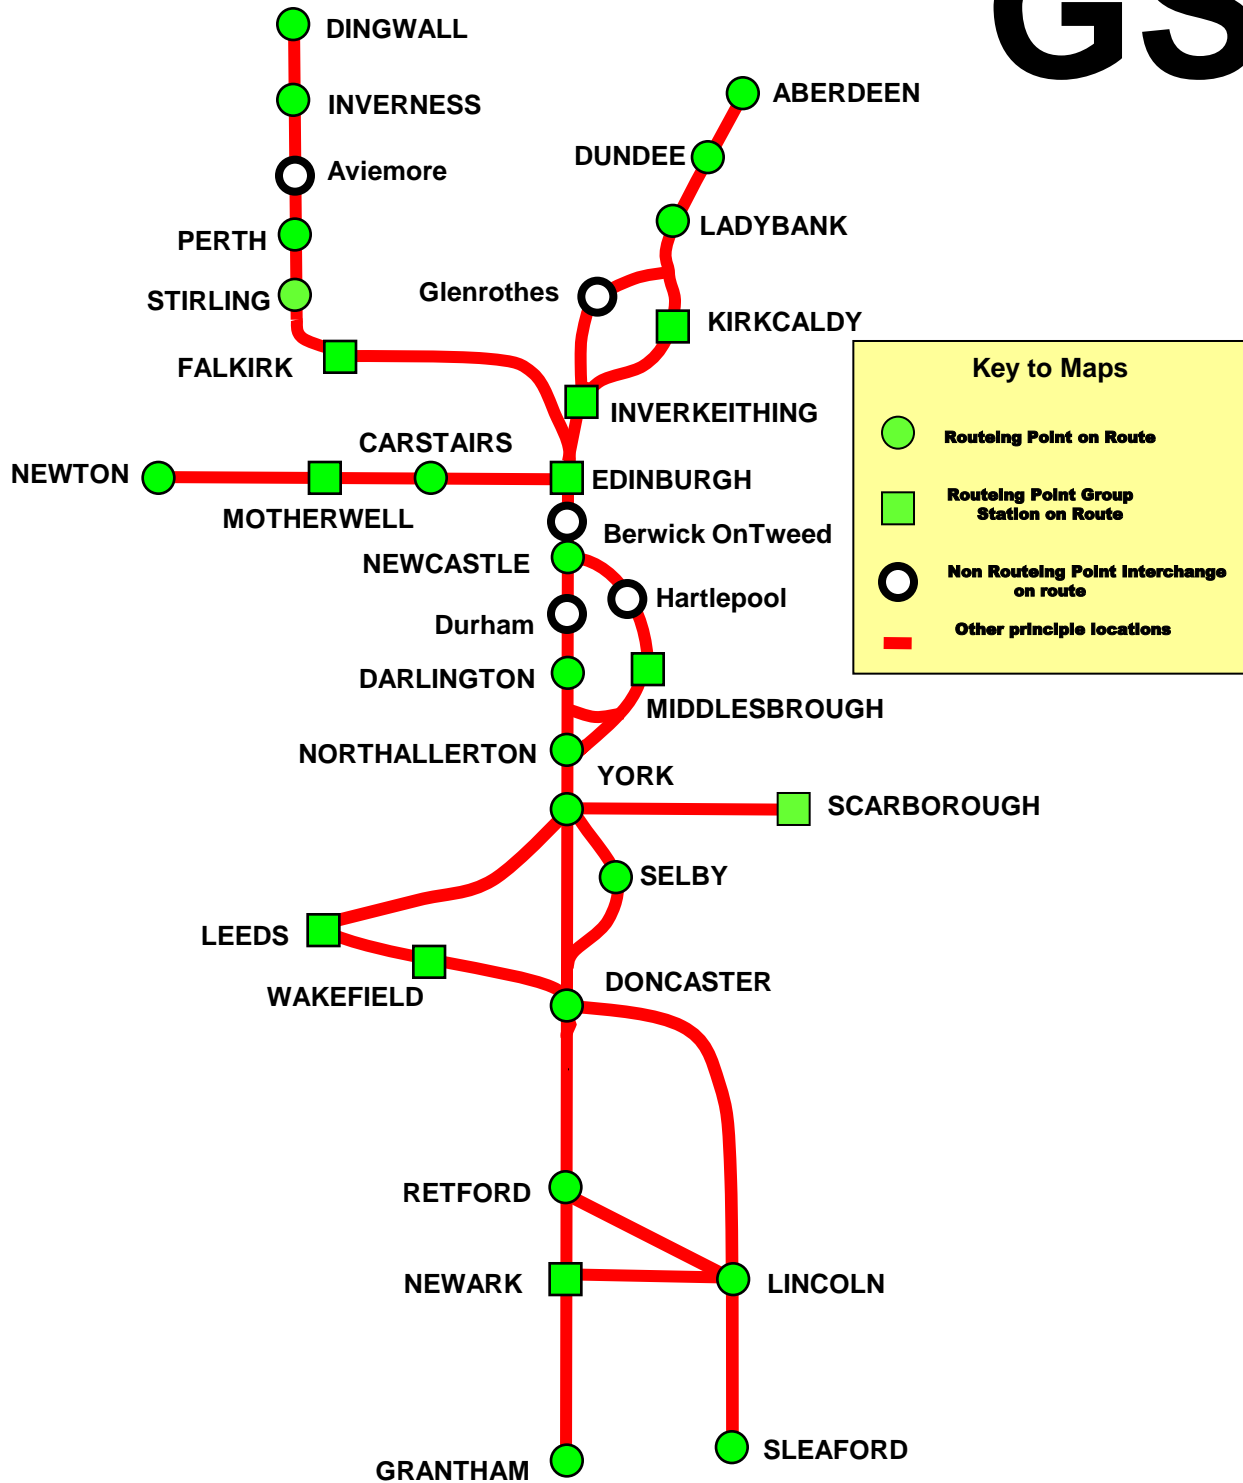 GS
DINGWALL
INVERNESS
ABERDEEN
DUNDEE
Aviemore
LADYBANK
PERTH
Glenrothes
STIRLING
KIRKCALDY
FALKIRK
INVERKEITHING
CARSTAIRS
NEWTON
EDINBURGH
MOTHERWELL
Berwick OnTweed
NEWCASTLE
Hartlepool
Durham
DARLINGTON
MIDDLESBROUGH
NORTHALLERTON
YORK
SCARBOROUGH
SELBY
LEEDS
DONCASTER
WAKEFIELD
RETFORD
NEWARK
LINCOLN
SLEAFORD
GRANTHAM
Key to Maps
Routeing Point on Route
Routeing Point Group
Station on Route
Non Routeing Point Interchange
on route
Other principle locations